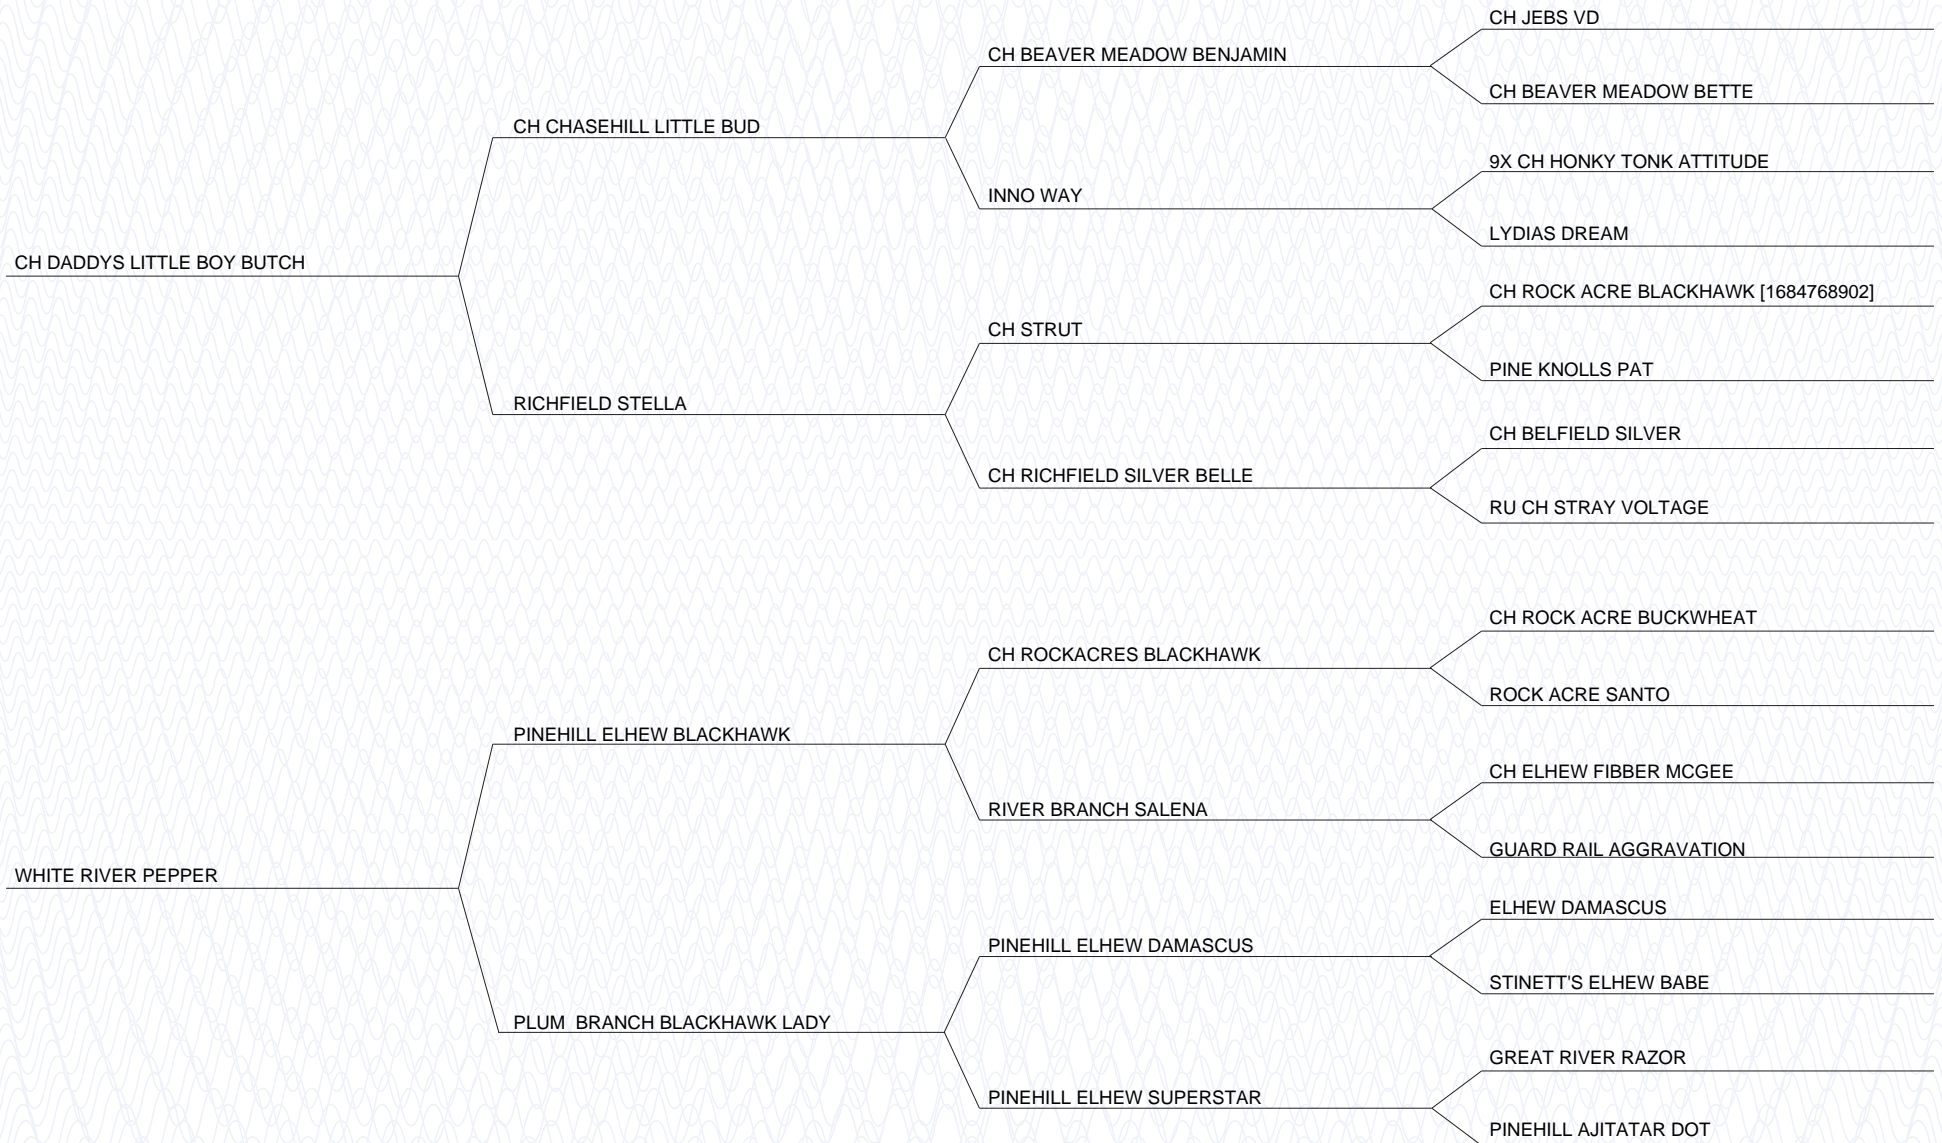 CH JEBS VD
CH BEAVER MEADOW BENJAMIN
CH BEAVER MEADOW BETTE
CH CHASEHILL LITTLE BUD
9X CH HONKY TONK ATTITUDE
INNO WAY
LYDIAS DREAM
CH DADDYS LITTLE BOY BUTCH
CH ROCK ACRE BLACKHAWK [1684768902]
CH STRUT
PINE KNOLLS PAT
RICHFIELD STELLA
CH BELFIELD SILVER
CH RICHFIELD SILVER BELLE
RU CH STRAY VOLTAGE
CH ROCK ACRE BUCKWHEAT
CH ROCKACRES BLACKHAWK
ROCK ACRE SANTO
PINEHILL ELHEW BLACKHAWK
CH ELHEW FIBBER MCGEE
RIVER BRANCH SALENA
GUARD RAIL AGGRAVATION
WHITE RIVER PEPPER
ELHEW DAMASCUS
PINEHILL ELHEW DAMASCUS
STINETT'S ELHEW BABE
PLUM  BRANCH BLACKHAWK LADY
GREAT RIVER RAZOR
PINEHILL ELHEW SUPERSTAR
PINEHILL AJITATAR DOT